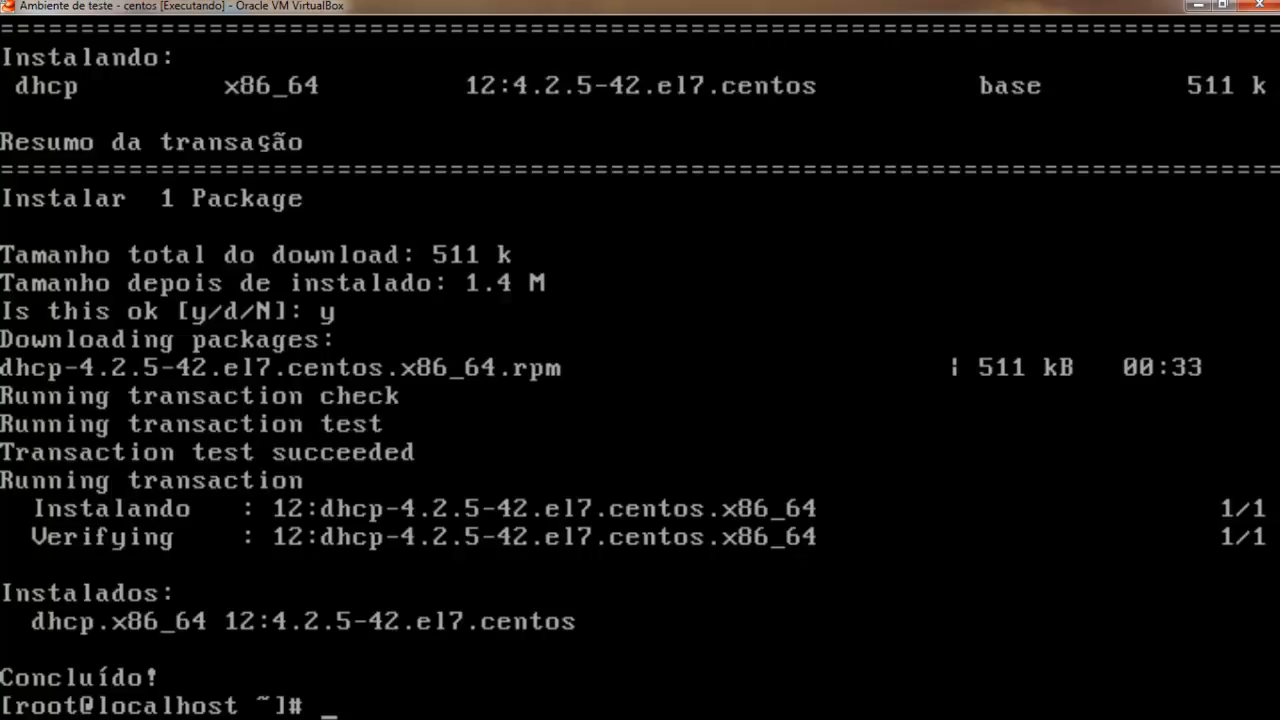 Ambiente de teste - centos [Executando] - Oracle VM VirtualBox
================================================================================
Instalando:
 dhcp x86_64 12:4.2.5-42.el7.centos base 511 k

Resumo da transação
================================================================================
Instalar  1 Package

Tamanho total do download: 511 k
Tamanho depois de instalado: 1.4 M
Is this ok [y/d/N]: y
Downloading packages:
dhcp-4.2.5-42.el7.centos.x86_64.rpm | 511 kB 00:33
Running transaction check
Running transaction test
Transaction test succeeded
Running transaction
  Instalando : 12:dhcp-4.2.5-42.el7.centos.x86_64 1/1
  Verifying : 12:dhcp-4.2.5-42.el7.centos.x86_64 1/1

Instalados:
  dhcp.x86_64 12:4.2.5-42.el7.centos

Concluído!
[root@localhost ~]# _